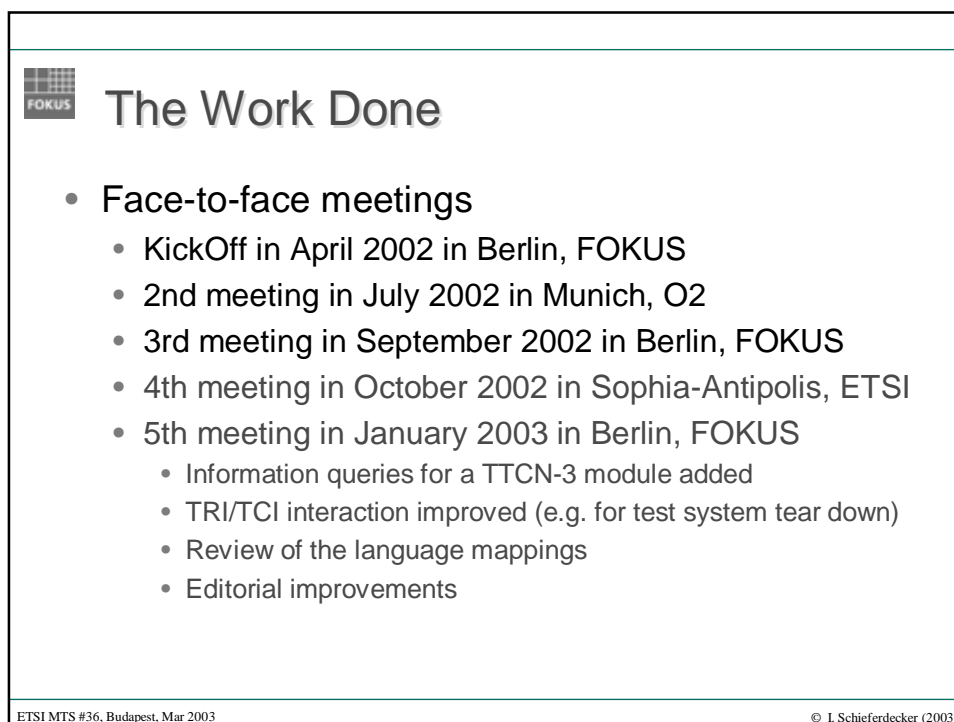 FOKUS
The Work Done
• Face-to-face meetings
• KickOff in April 2002 in Berlin, FOKUS
• 2nd meeting in July 2002 in Munich, O2
• 3rd meeting in September 2002 in Berlin, FOKUS
• 4th meeting in October 2002 in Sophia-Antipolis, ETSI
• 5th meeting in January 2003 in Berlin, FOKUS
• Information queries for a TTCN-3 module added
• TRI/TCI interaction improved (e.g. for test system tear down)
• Review of the language mappings
• Editorial improvements
ETSI MTS #36, Budapest, Mar 2003
© I. Schieferdecker (2003